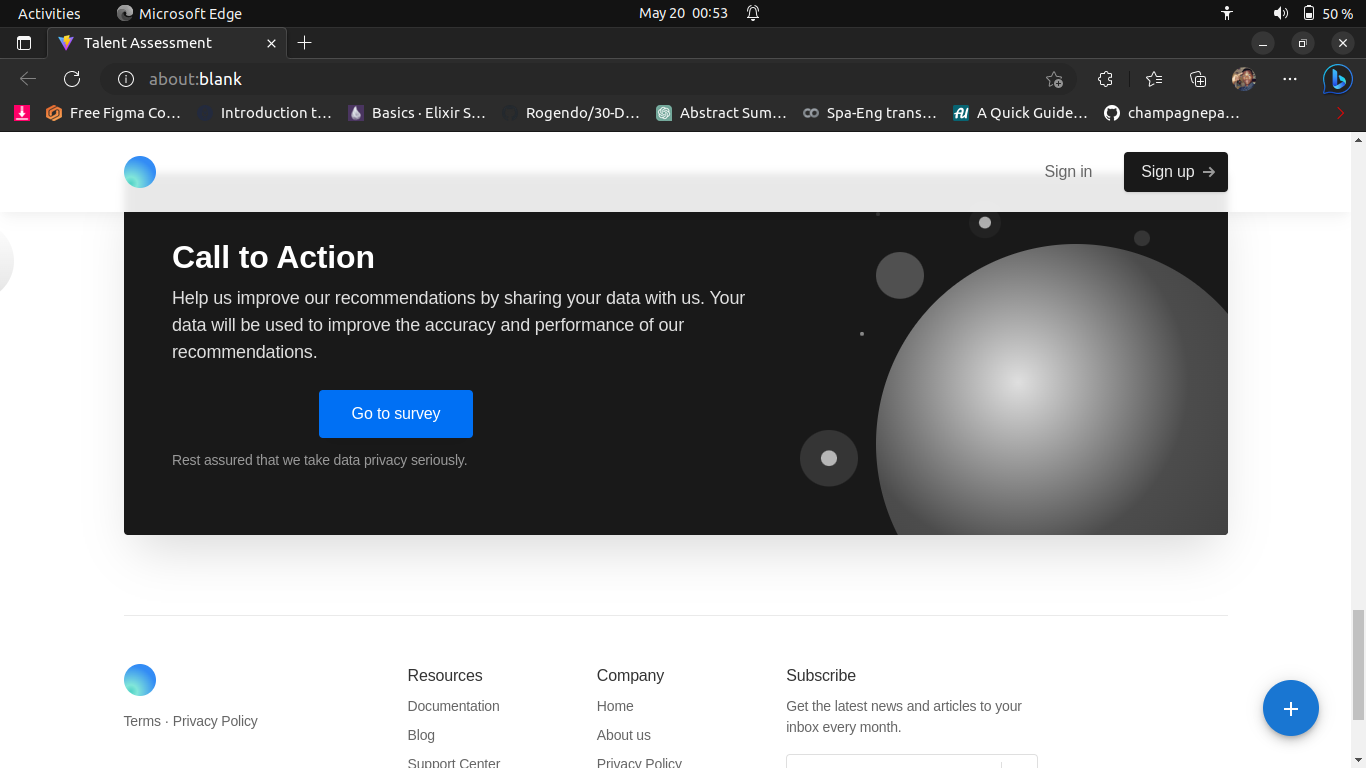 Activities
Microsoft Edge
May 20 00:53
50 %
Talent Assessment
about:blank
Free Figma Co…
Introduction t…
Basics · Elixir S…
Rogendo/30-D…
Abstract Sum…
Spa-Eng trans…
A Quick Guide…
champagnepa…
Sign in
Sign up
Call to Action
Help us improve our recommendations by sharing your data with us. Your
data will be used to improve the accuracy and performance of our
recommendations.
Go to survey
Rest assured that we take data privacy seriously.
Terms · Privacy Policy
Resources
Documentation
Blog
Support Center
Company
Home
About us
Privacy Policy
Subscribe
Get the latest news and articles to your
inbox every month.